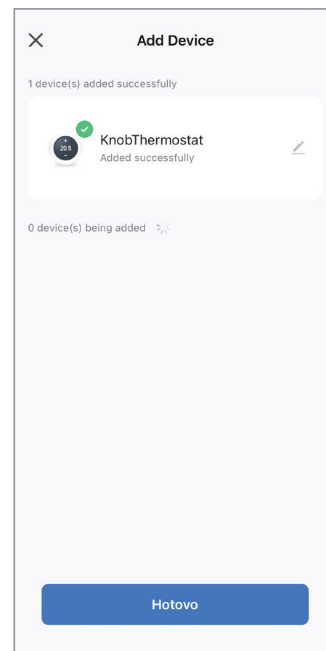 Add Device
1 device(s) added successfully
20.5
KnobThermostat
Added successfully
0 device(s) being added
Hotovo